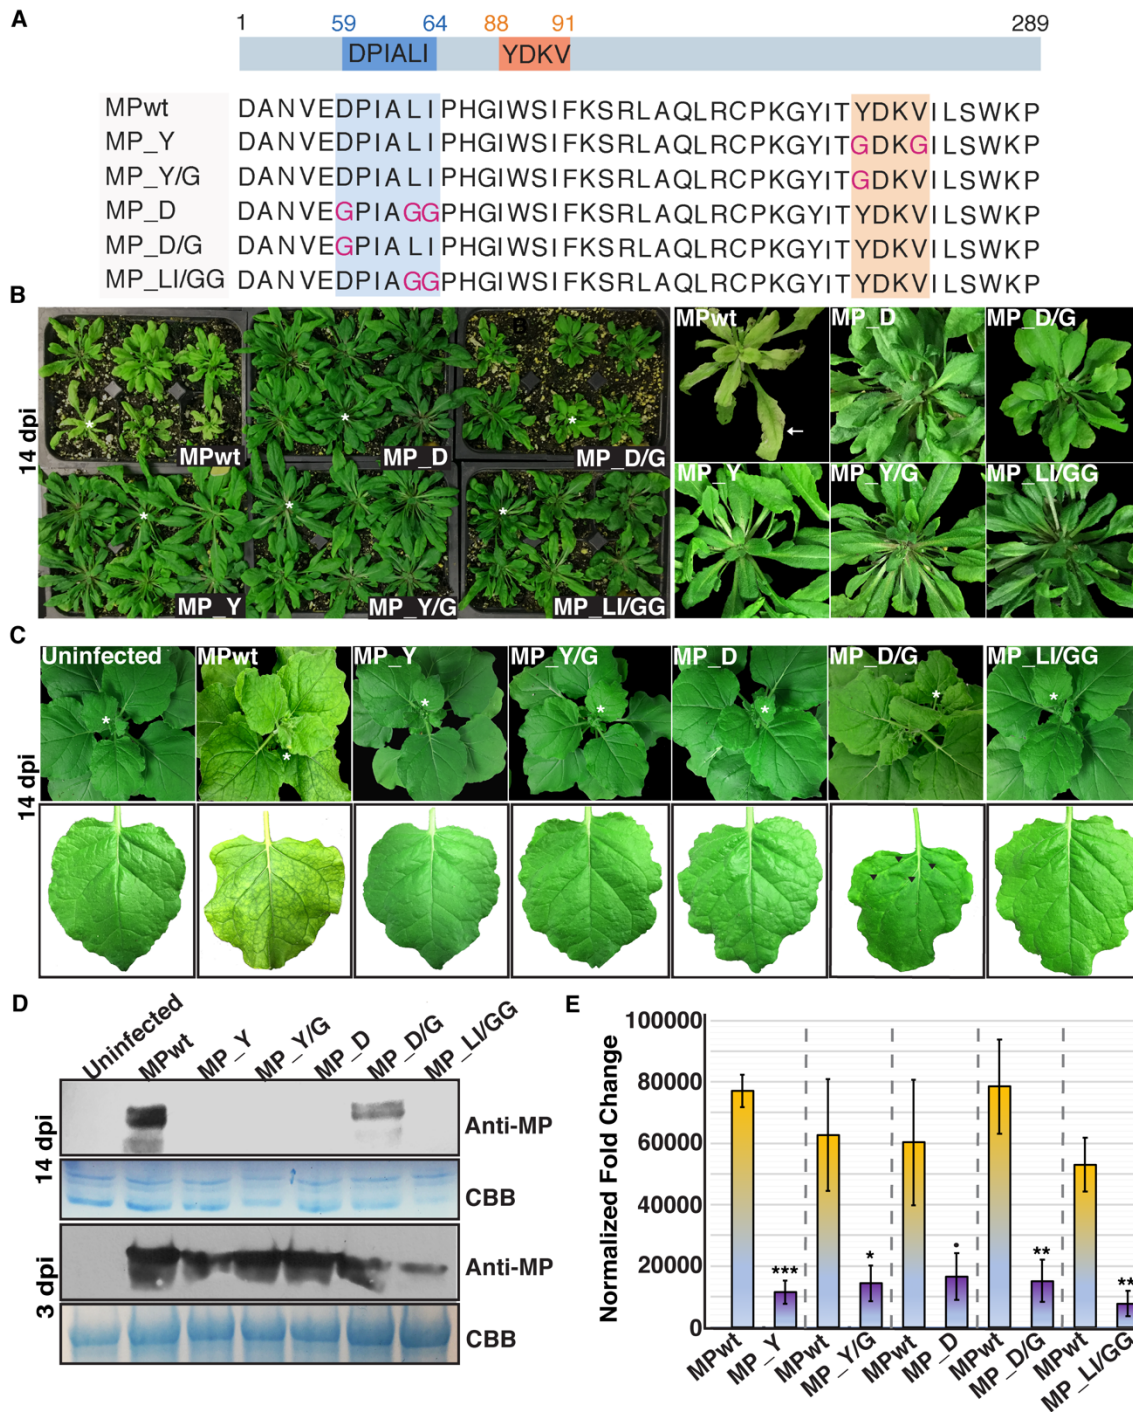 A
1 59 64 88 91 289
DPIALI YDKV
MPwt DANVEDPIALIPHGIWSIFKSRLAQLRCPKGYITYDKVILSWKP
MP_Y DANVEDPIALIPHGIWSIFKSRLAQLRCPKGYITGDKGILSWKP
MP_Y/G DANVEDPIALIPHGIWSIFKSRLAQLRCPKGYITGDKVILSWKP
MP_D DANVEGPIAGGPHGIWSIFKSRLAQLRCPKGYITYDKVILSWKP
MP_D/G DANVEGPIALIPHGIWSIFKSRLAQLRCPKGYITYDKVILSWKP
MP_LI/GG DANVEDPIAGGPHGIWSIFKSRLAQLRCPKGYITYDKVILSWKP
B
14 dpi
B
MPwt MP_D MP_D/G
MP_Y MP_Y/G MP_LI/GG
MPwt MP_D MP_D/G
MP_Y MP_Y/G MP_LI/GG
C
14 dpi
Uninfected MPwt MP_Y MP_Y/G MP_D MP_D/G MP_LI/GG
D
Uninfected MPwt MP_Y MP_Y/G MP_D MP_D/G MP_LI/GG
14 dpi
Anti-MP
CBB
3 dpi
Anti-MP
CBB
E
Normalized Fold Change
100000
80000
60000
40000
20000
0
*** * • ** **
MPwt MP_Y MPwt MP_Y/G MPwt MP_D MPwt MP_D/G MPwt MP_LI/GG